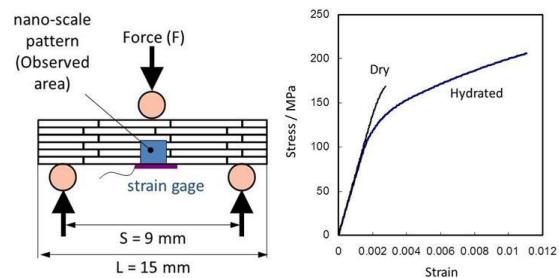 nano-scale
pattern
(Observed
area)
Force (F)
strain gage
S = 9 mm
L = 15 mm
Stress / MPa
250
200
150
100
50
0
Dry
Hydrated
0 0.002 0.004 0.006 0.008 0.01 0.012
Strain